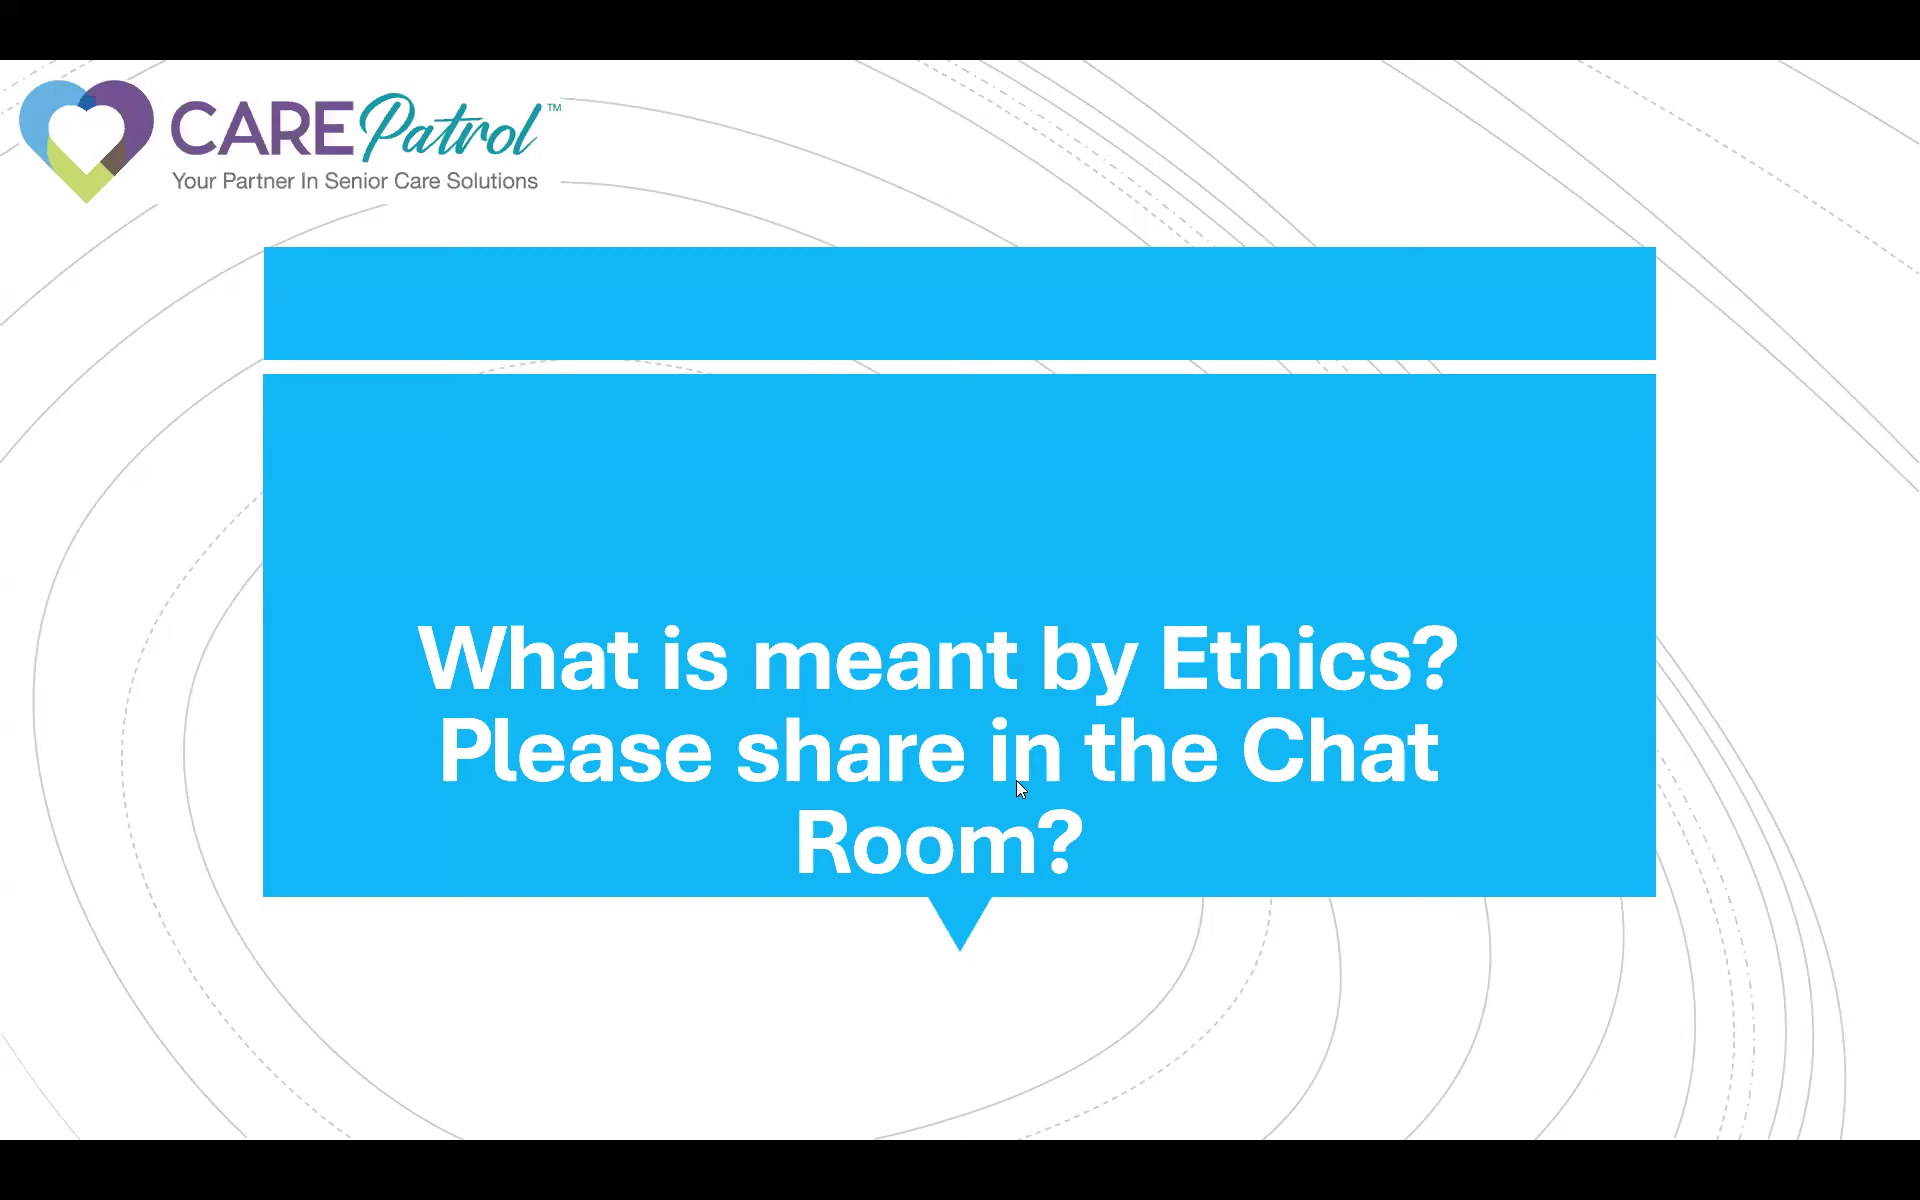 CAREPatrol™
Your Partner In Senior Care Solutions
What is meant by Ethics?
Please share in the Chat
Room?